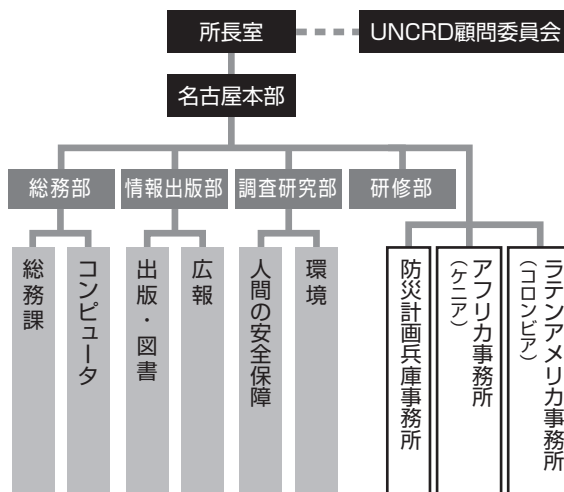 所長室
UNCRD顧問委員会
名古屋本部
総務部
情報出版部
調査研究部
研修部
総務課
コンピュータ
出版・図書
広報
人間の安全保障
環境
防災計画兵庫事務所
アフリカ事務所
（ケニア）
ラテンアメリカ事務所
（コロンビア）